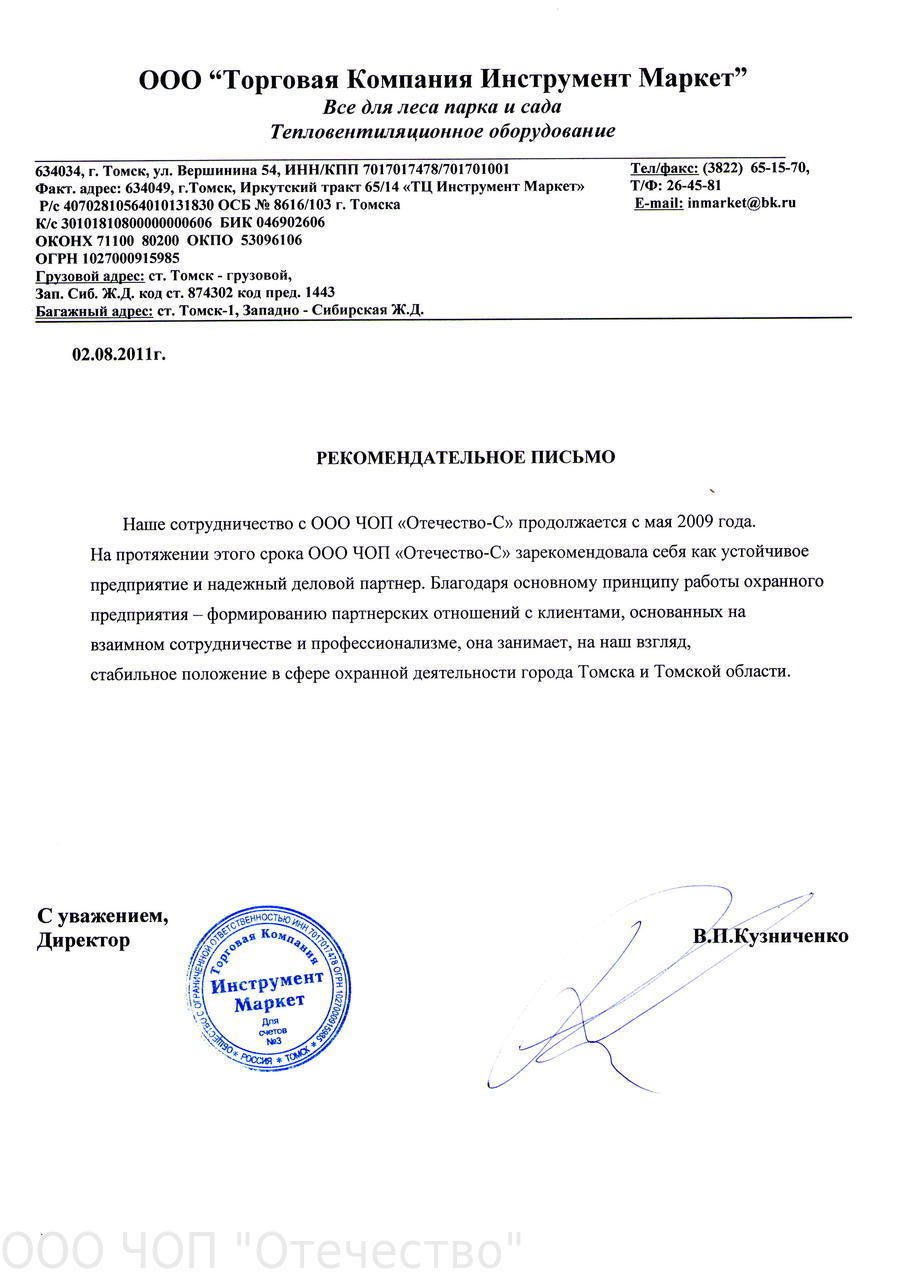 ООО “Торговая Компания Инструмент Маркет”
Все для леса парка и сада
Тепловентиляционное оборудование
634034, г. Томск, ул. Вершинина 54, ИНН/КПП 7017017478/701701001
Факт. адрес: 634049, г.Томск, Иркутский тракт 65/14 «ТЦ Инструмент Маркет»
Р/с 40702810564010131830 ОСБ № 8616/103 г. Томска
К/с 30101810800000000606 БИК 046902606
ОКОНХ 71100 80200 ОКПО 53096106
ОГРН 1027000915985
Грузовой адрес: ст. Томск - грузовой,
Зап. Сиб. Ж.Д. код ст. 874302 код пред. 1443
Багажный адрес: ст. Томск-1, Западно - Сибирская Ж.Д.
Тел/факс: (3822) 65-15-70,
Т/Ф: 26-45-81
E-mail: inmarket@bk.ru
02.08.2011г.
РЕКОМЕНДАТЕЛЬНОЕ ПИСЬМО
Наше сотрудничество с ООО ЧОП «Отечество-С» продолжается с мая 2009 года.
На протяжении этого срока ООО ЧОП «Отечество-С» зарекомендовала себя как устойчивое
предприятие и надежный деловой партнер. Благодаря основному принципу работы охранного
предприятия – формированию партнерских отношений с клиентами, основанных на
взаимном сотрудничестве и профессионализме, она занимает, на наш взгляд,
стабильное положение в сфере охранной деятельности города Томска и Томской области.
С уважением,
Директор
В.П.Кузниченко
ОБЩЕСТВО С ОГРАНИЧЕННОЙ ОТВЕТСТВЕННОСТЬЮ ИНН 7017017478 ОГРН 1027000915985
* РОССИЯ * ТОМСК *
Торговая Компания
Инструмент
Маркет
Для
счетов
№3
ООО ЧОП "Отечество"